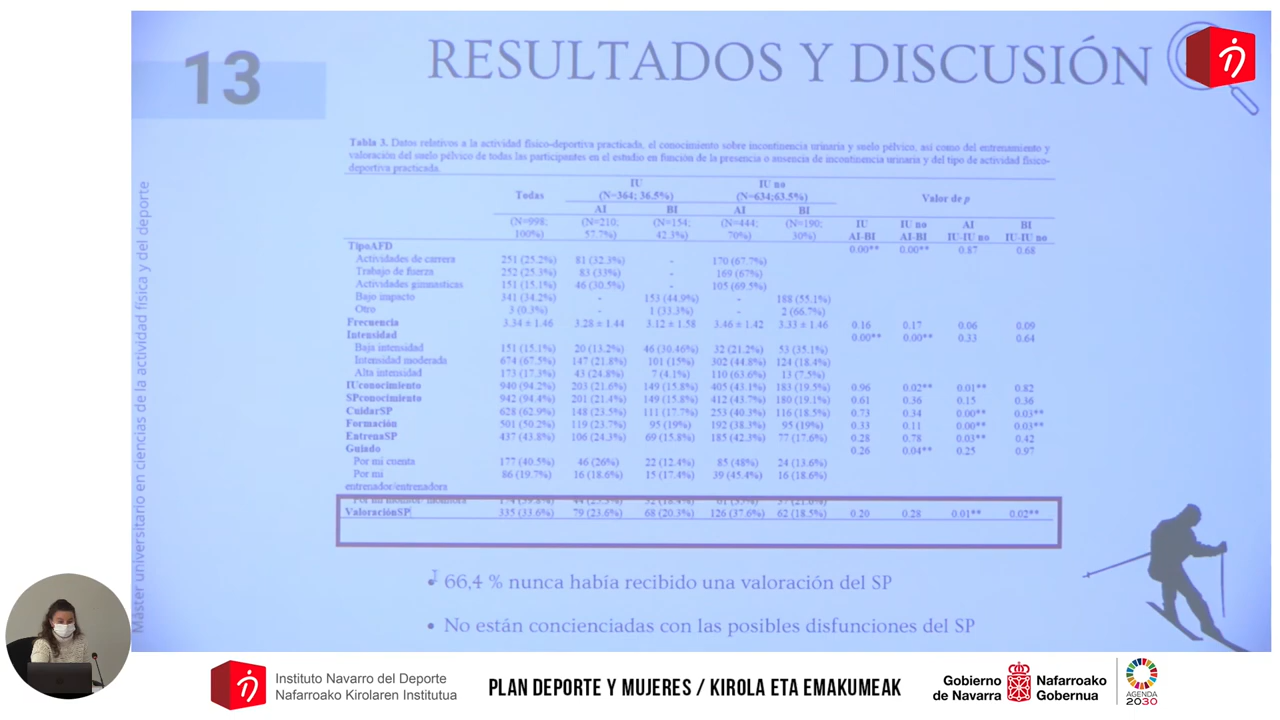 13
RESULTADOS Y DISCUSIÓN
Máster universitario en ciencias de la actividad física y del deporte
Tabla 3. Datos relativos a la actividad físico-deportiva practicada, el conocimiento sobre incontinencia urinaria y suelo pélvico, así como del entrenamiento y
valoración del suelo pélvico de todas las participantes en el estudio en función de la presencia o ausencia de incontinencia urinaria y del tipo de actividad físico-
deportiva practicada.
Todas IU IU no Valor de p
(N=364; 36.5%) (N=634;63.5%)
AI BI AI BI IU IU no AI BI
(N=998; (N=210; (N=154; (N=444; (N=190; AI-BI AI-BI IU-IU no IU-IU no
100%) 57.7%) 42.3%) 70%) 30%)
TipoAFD 0.00** 0.00** 0.87 0.68
Actividades de carrera 251 (25.2%) 81 (32.3%) - 170 (67.7%)
Trabajo de fuerza 252 (25.3%) 83 (33%) - 169 (67%)
Actividades gimnasticas 151 (15.1%) 46 (30.5%) - 105 (69.5%)
Bajo impacto 341 (34.2%) - 153 (44.9%) - 188 (55.1%)
Otro 3 (0.3%) - 1 (33.3%) 2 (66.7%)
Frecuencia 3.34 ± 1.46 3.28 ± 1.44 3.12 ± 1.58 3.46 ± 1.42 3.33 ± 1.46 0.16 0.17 0.06 0.09
Intensidad 0.00** 0.00** 0.33 0.64
Baja intensidad 151 (15.1%) 20 (13.2%) 46 (30.46%) 32 (21.2%) 53 (35.1%)
Intensidad moderada 674 (67.5%) 147 (21.8%) 101 (15%) 302 (44.8%) 124 (18.4%)
Alta intensidad 173 (17.3%) 43 (24.8%) 7 (4.1%) 110 (63.6%) 13 (7.5%)
IUconocimiento 940 (94.2%) 203 (21.6%) 149 (15.8%) 405 (43.1%) 183 (19.5%) 0.96 0.02** 0.01** 0.82
SPconocimiento 942 (94.4%) 201 (21.4%) 149 (15.8%) 412 (43.7%) 180 (19.1%) 0.61 0.36 0.15 0.36
CuidarSP 628 (62.9%) 148 (23.5%) 111 (17.7%) 253 (40.3%) 116 (18.5%) 0.73 0.34 0.00** 0.03**
Formación 501 (50.2%) 119 (23.7%) 95 (19%) 192 (38.3%) 95 (19%) 0.33 0.11 0.00** 0.03**
EntrenaSP 437 (43.8%) 106 (24.3%) 69 (15.8%) 185 (42.3%) 77 (17.6%) 0.28 0.78 0.03** 0.42
Guiado 0.26 0.04** 0.25 0.97
Por mi cuenta 177 (40.5%) 46 (26%) 22 (12.4%) 85 (48%) 24 (13.6%)
Por mi 86 (19.7%) 16 (18.6%) 15 (17.4%) 39 (45.4%) 16 (18.6%)
entrenador/entrenadora
Por mi monitor/ monitora
ValoraciónSP 335 (33.6%) 79 (23.6%) 68 (20.3%) 126 (37.6%) 62 (18.5%) 0.20 0.28 0.01** 0.02**
• 66,4 % nunca había recibido una valoración del SP
• No están concienciadas con las posibles disfunciones del SP
Instituto Navarro del Deporte
Nafarroako Kirolaren Institutua
PLAN DEPORTE Y MUJERES / KIROLA ETA EMAKUMEAK
Gobierno
de Navarra
Nafarroako
Gobernua
AGENDA
2030